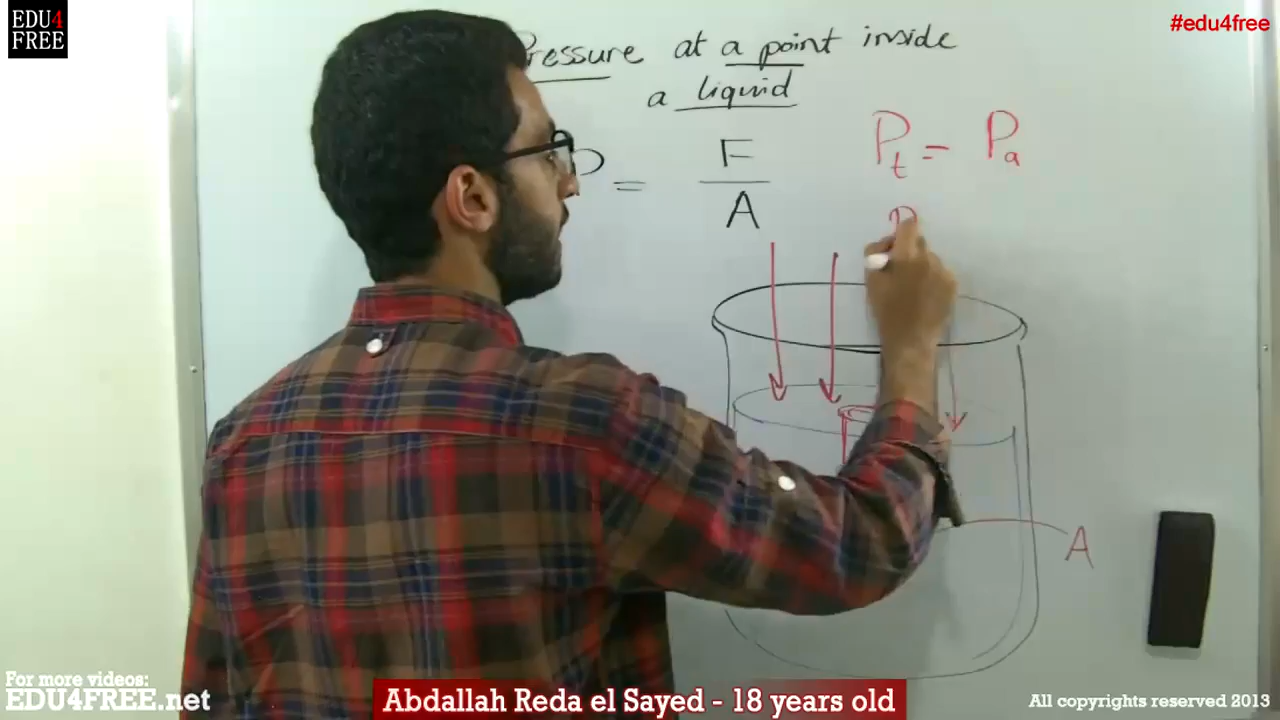 EDU4
FREE
#edu4free
Pressure at a point inside
a liquid
P = F
A
Pt = Pa
P
A
For more videos:
EDU4FREE.net
Abdallah Reda el Sayed - 18 years old
All copyrights reserved 2013